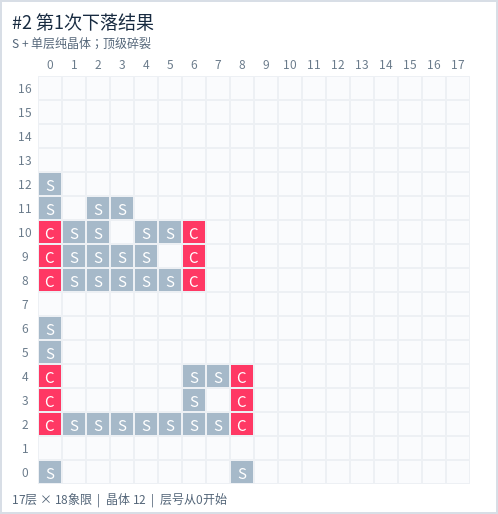 #2 第1次下落结果
S + 单层纯晶体；顶级碎裂
0 1 2 3 4 5 6 7 8 9 10 11 12 13 14 15 16 17
16
15
14
13
12 S
11 S S S
10 C S S S S C
9 C S S S S C
8 C S S S S S C
7
6 S
5 S
4 C S S C
3 C S C
2 C S S S S S S S C
1
0 S S
17层 × 18象限 | 晶体 12 | 层号从0开始